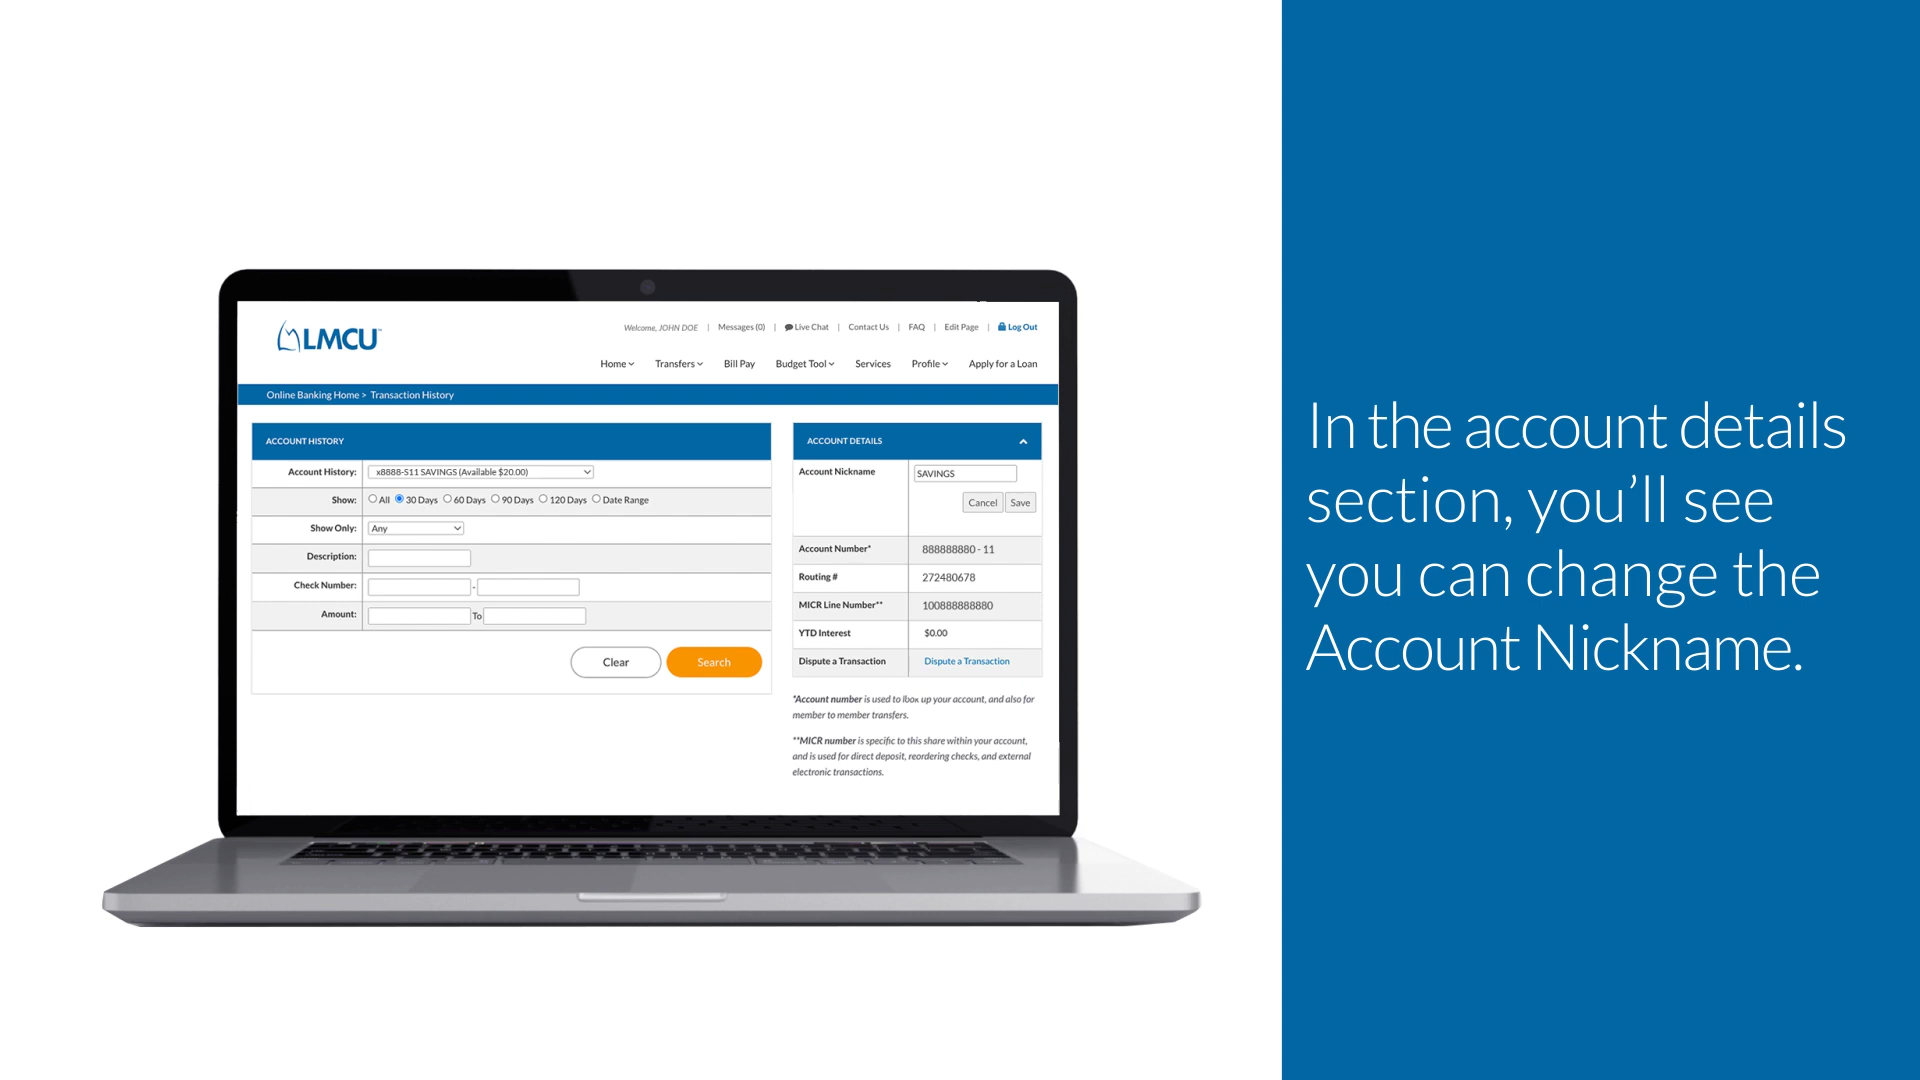 LMCU™
Welcome, JOHN DOE | Messages (0) | Live Chat | Contact Us | FAQ | Edit Page | Log Out
Home Transfers Bill Pay Budget Tool Services Profile Apply for a Loan
Online Banking Home > Transaction History
ACCOUNT HISTORY
Account History: x8888-S11 SAVINGS (Available $20.00)
Show: All 30 Days 60 Days 90 Days 120 Days Date Range
Show Only: Any
Description:
Check Number: -
Amount: To
Clear Search
ACCOUNT DETAILS
Account Nickname SAVINGS
Cancel Save
Account Number* 888888880 - 11
Routing # 272480678
MICR Line Number** 100888888880
YTD Interest $0.00
Dispute a Transaction Dispute a Transaction
*Account number is used to look up your account, and also for
member to member transfers.
**MICR number is specific to this share within your account,
and is used for direct deposit, reordering checks, and external
electronic transactions.
In the account details
section, you’ll see
you can change the
Account Nickname.